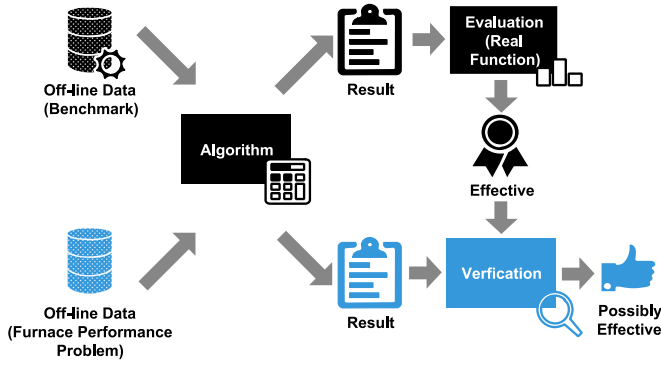 Off-line Data
(Benchmark)
Algorithm
Result
Evaluation
(Real
Function)
Effective
Off-line Data
(Furnace Performance
Problem)
Result
Verfication
Possibly
Effective